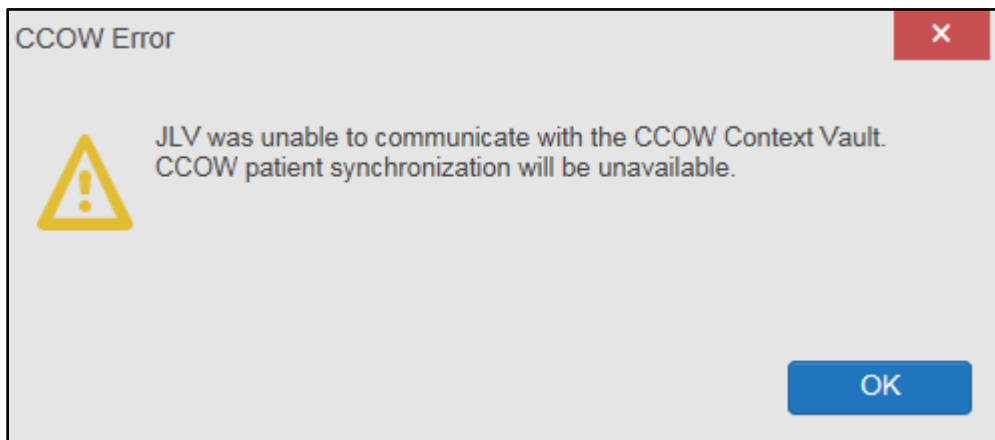 CCOW Error
JLV was unable to communicate with the CCOW Context Vault.
CCOW patient synchronization will be unavailable.
OK